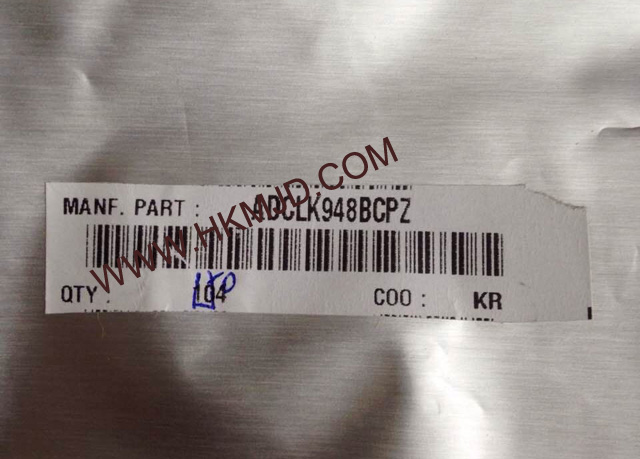 MANF. PART : ADCLK948BCPZ
WWW.HKMJD.COM
QTY : 104
COO : KR